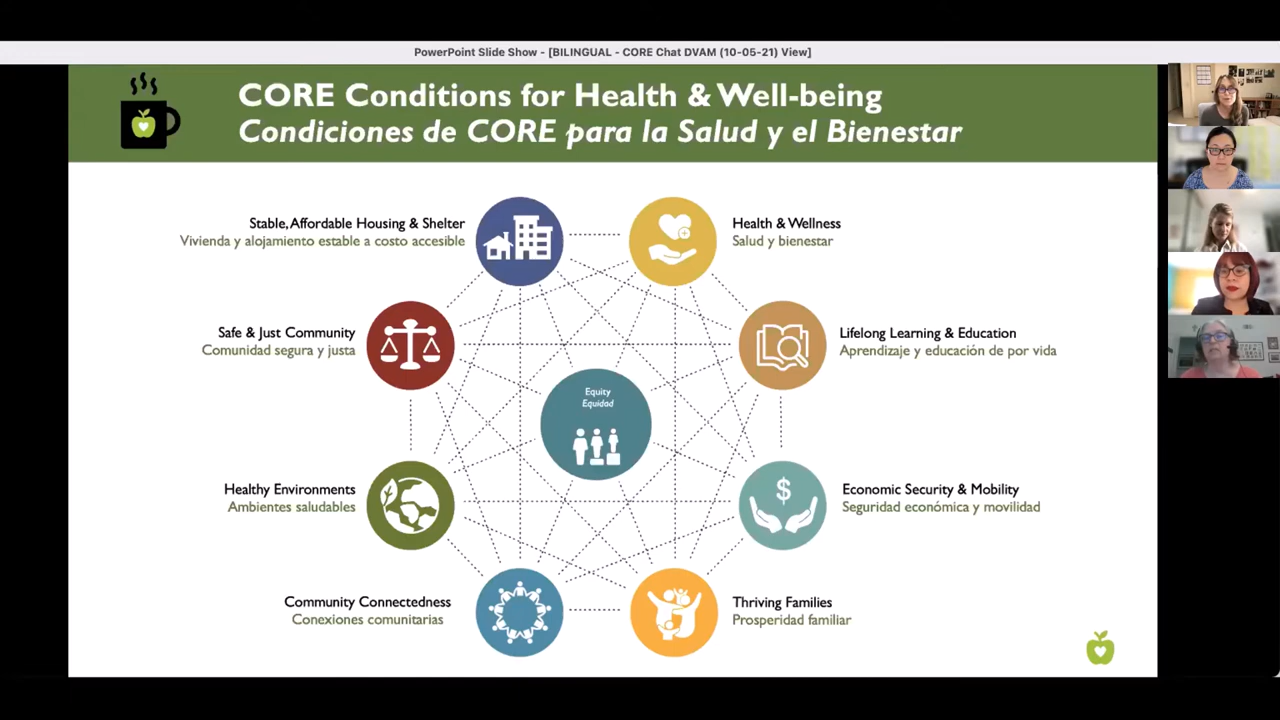 PowerPoint Slide Show - [BILINGUAL - CORE Chat DVAM (10-05-21) View]
CORE Conditions for Health & Well-being
Condiciones de CORE para la Salud y el Bienestar
Stable, Affordable Housing & Shelter
Vivienda y alojamiento estable a costo accesible
Health & Wellness
Salud y bienestar
Safe & Just Community
Comunidad segura y justa
Lifelong Learning & Education
Aprendizaje y educación de por vida
Equity
Equidad
Healthy Environments
Ambientes saludables
$
Economic Security & Mobility
Seguridad económica y movilidad
Community Connectedness
Conexiones comunitarias
Thriving Families
Prosperidad familiar